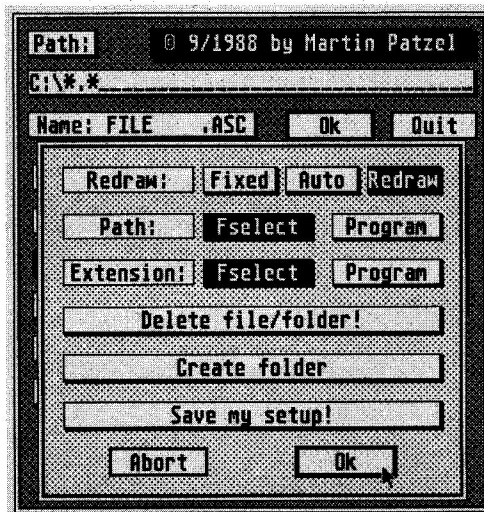 Path: © 9/1988 by Martin Patzel
C:\*.*
Name: FILE .ASC Ok Quit
Redraw: Fixed Auto Redraw
Path: Fselect Program
Extension: Fselect Program
Delete file/folder!
Create folder
Save my setup!
Abort Ok